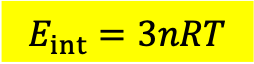 E_int = 3nRT